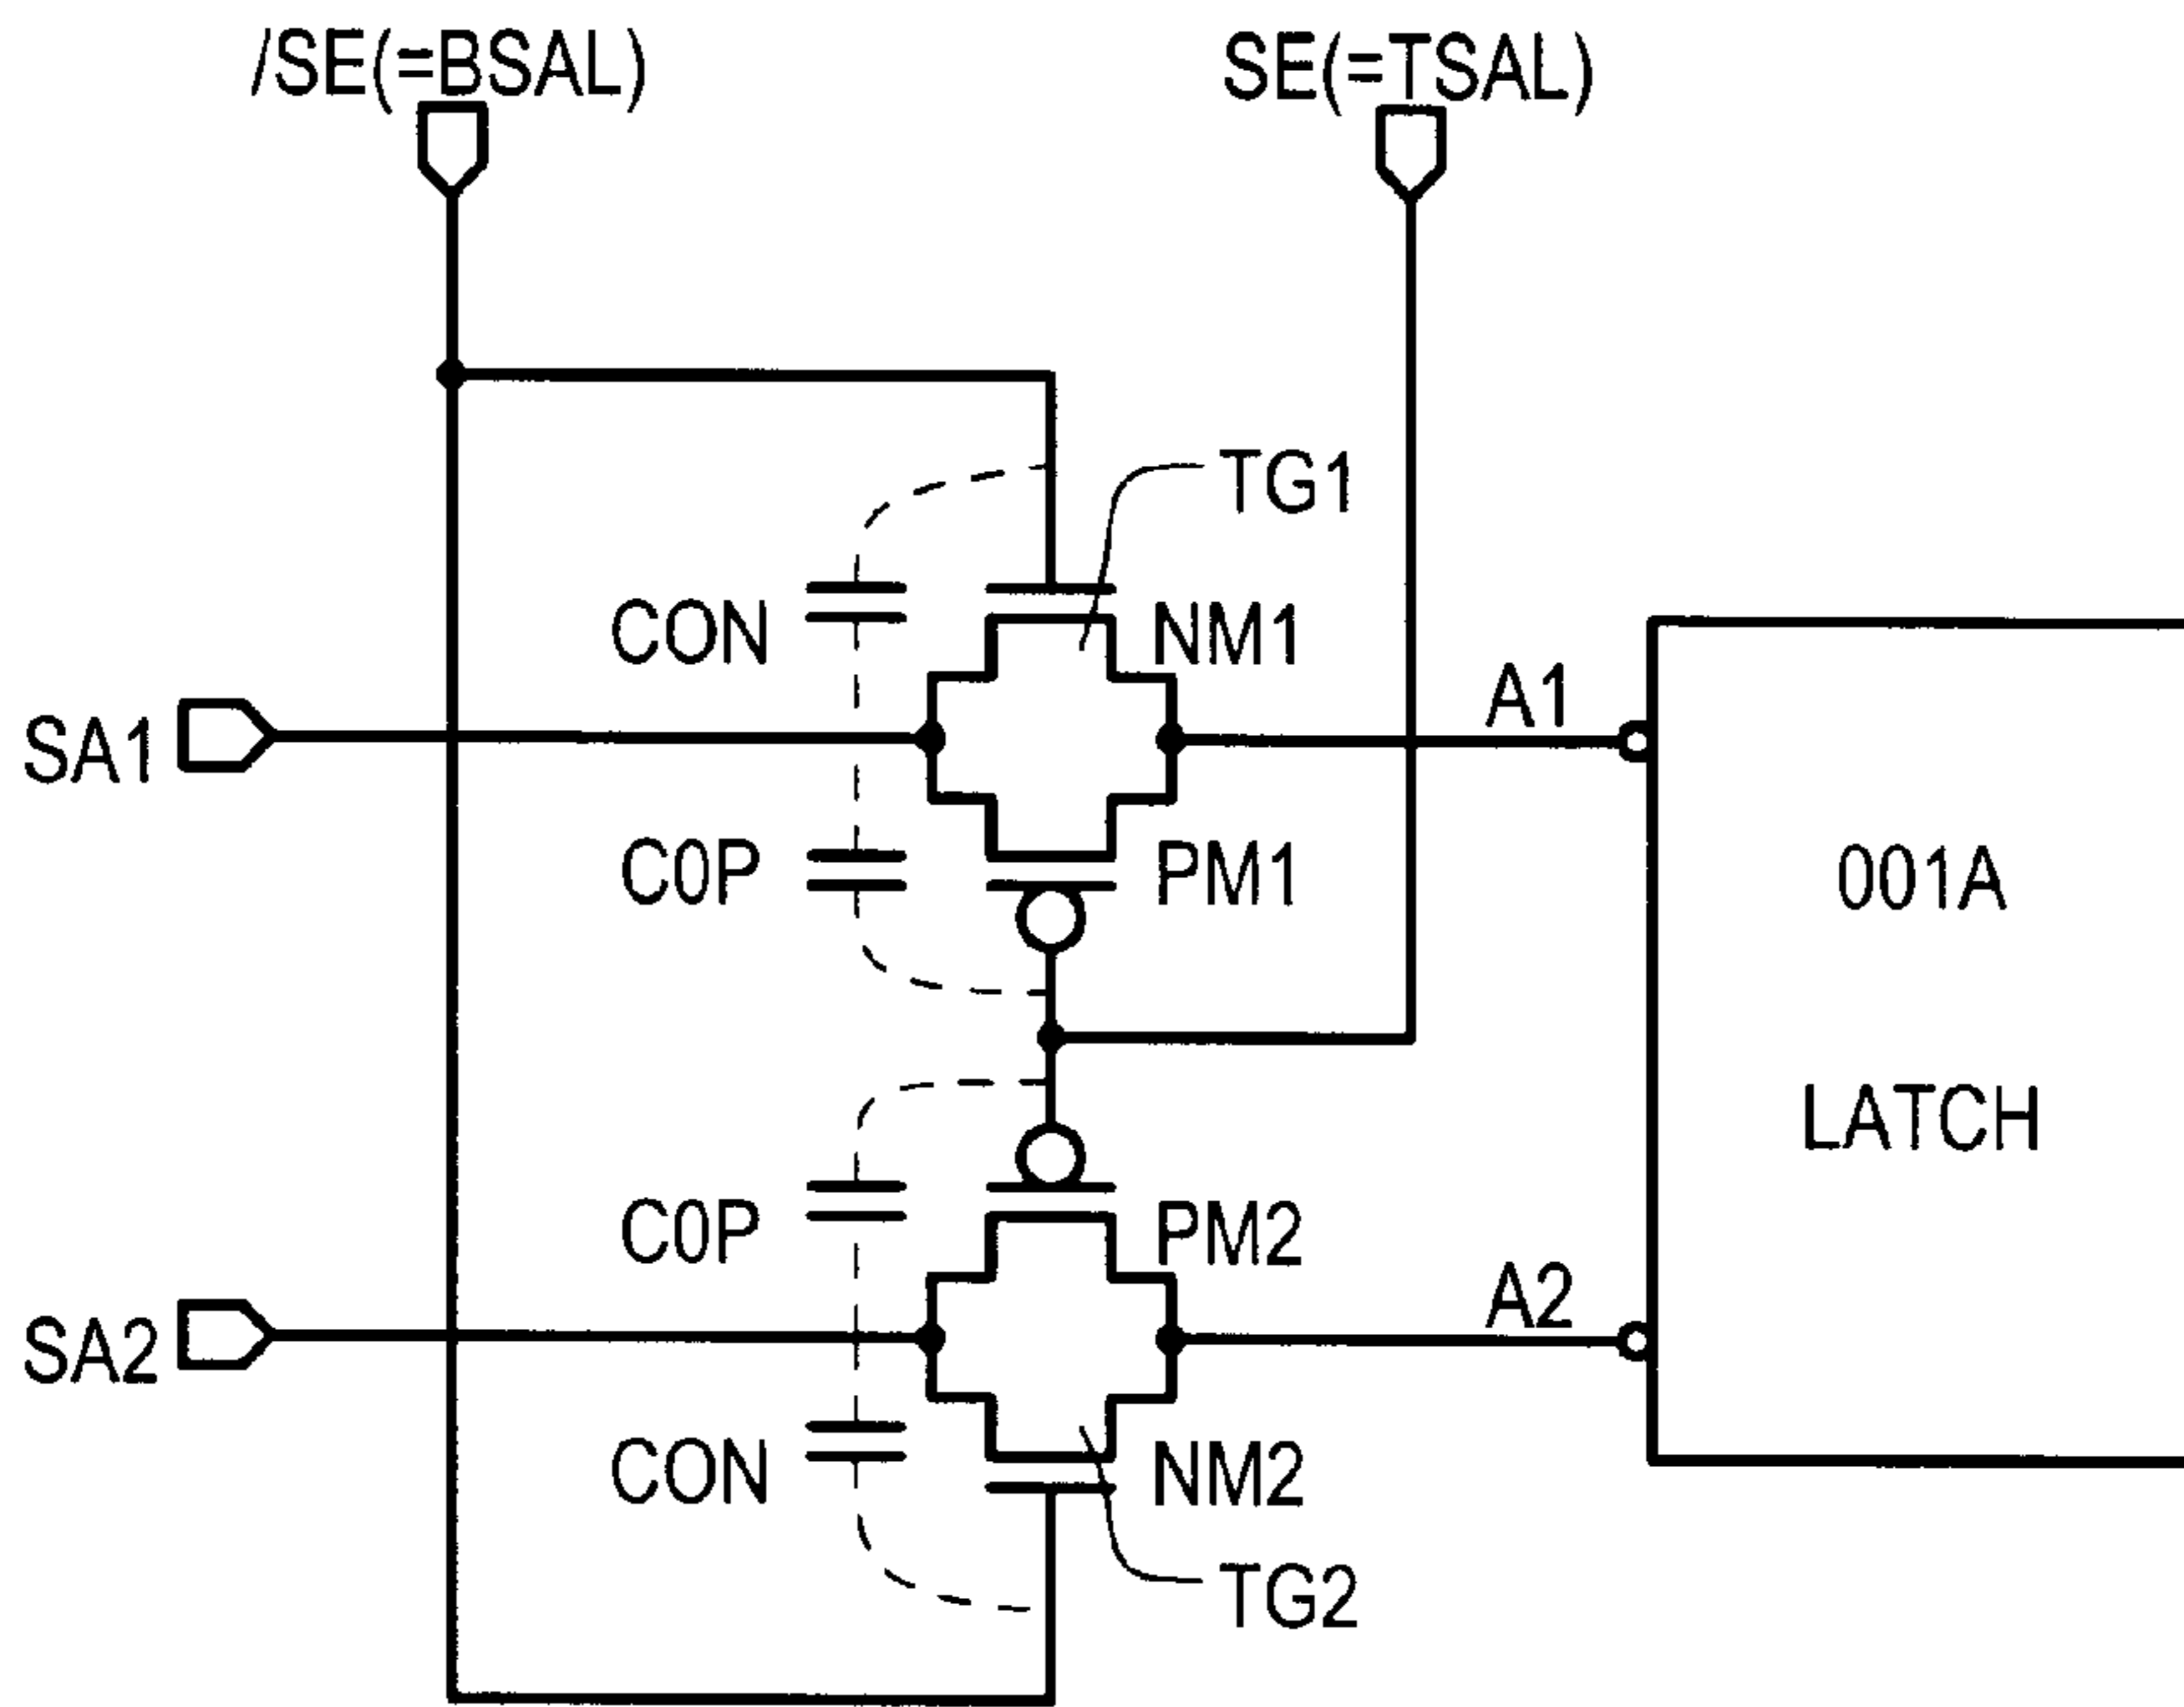 /SE(=BSAL)
SE(=TSAL)
TG1
CON
NM1
A1
SA1
C0P
PM1
001A
LATCH
C0P
PM2
A2
SA2
CON
NM2
TG2